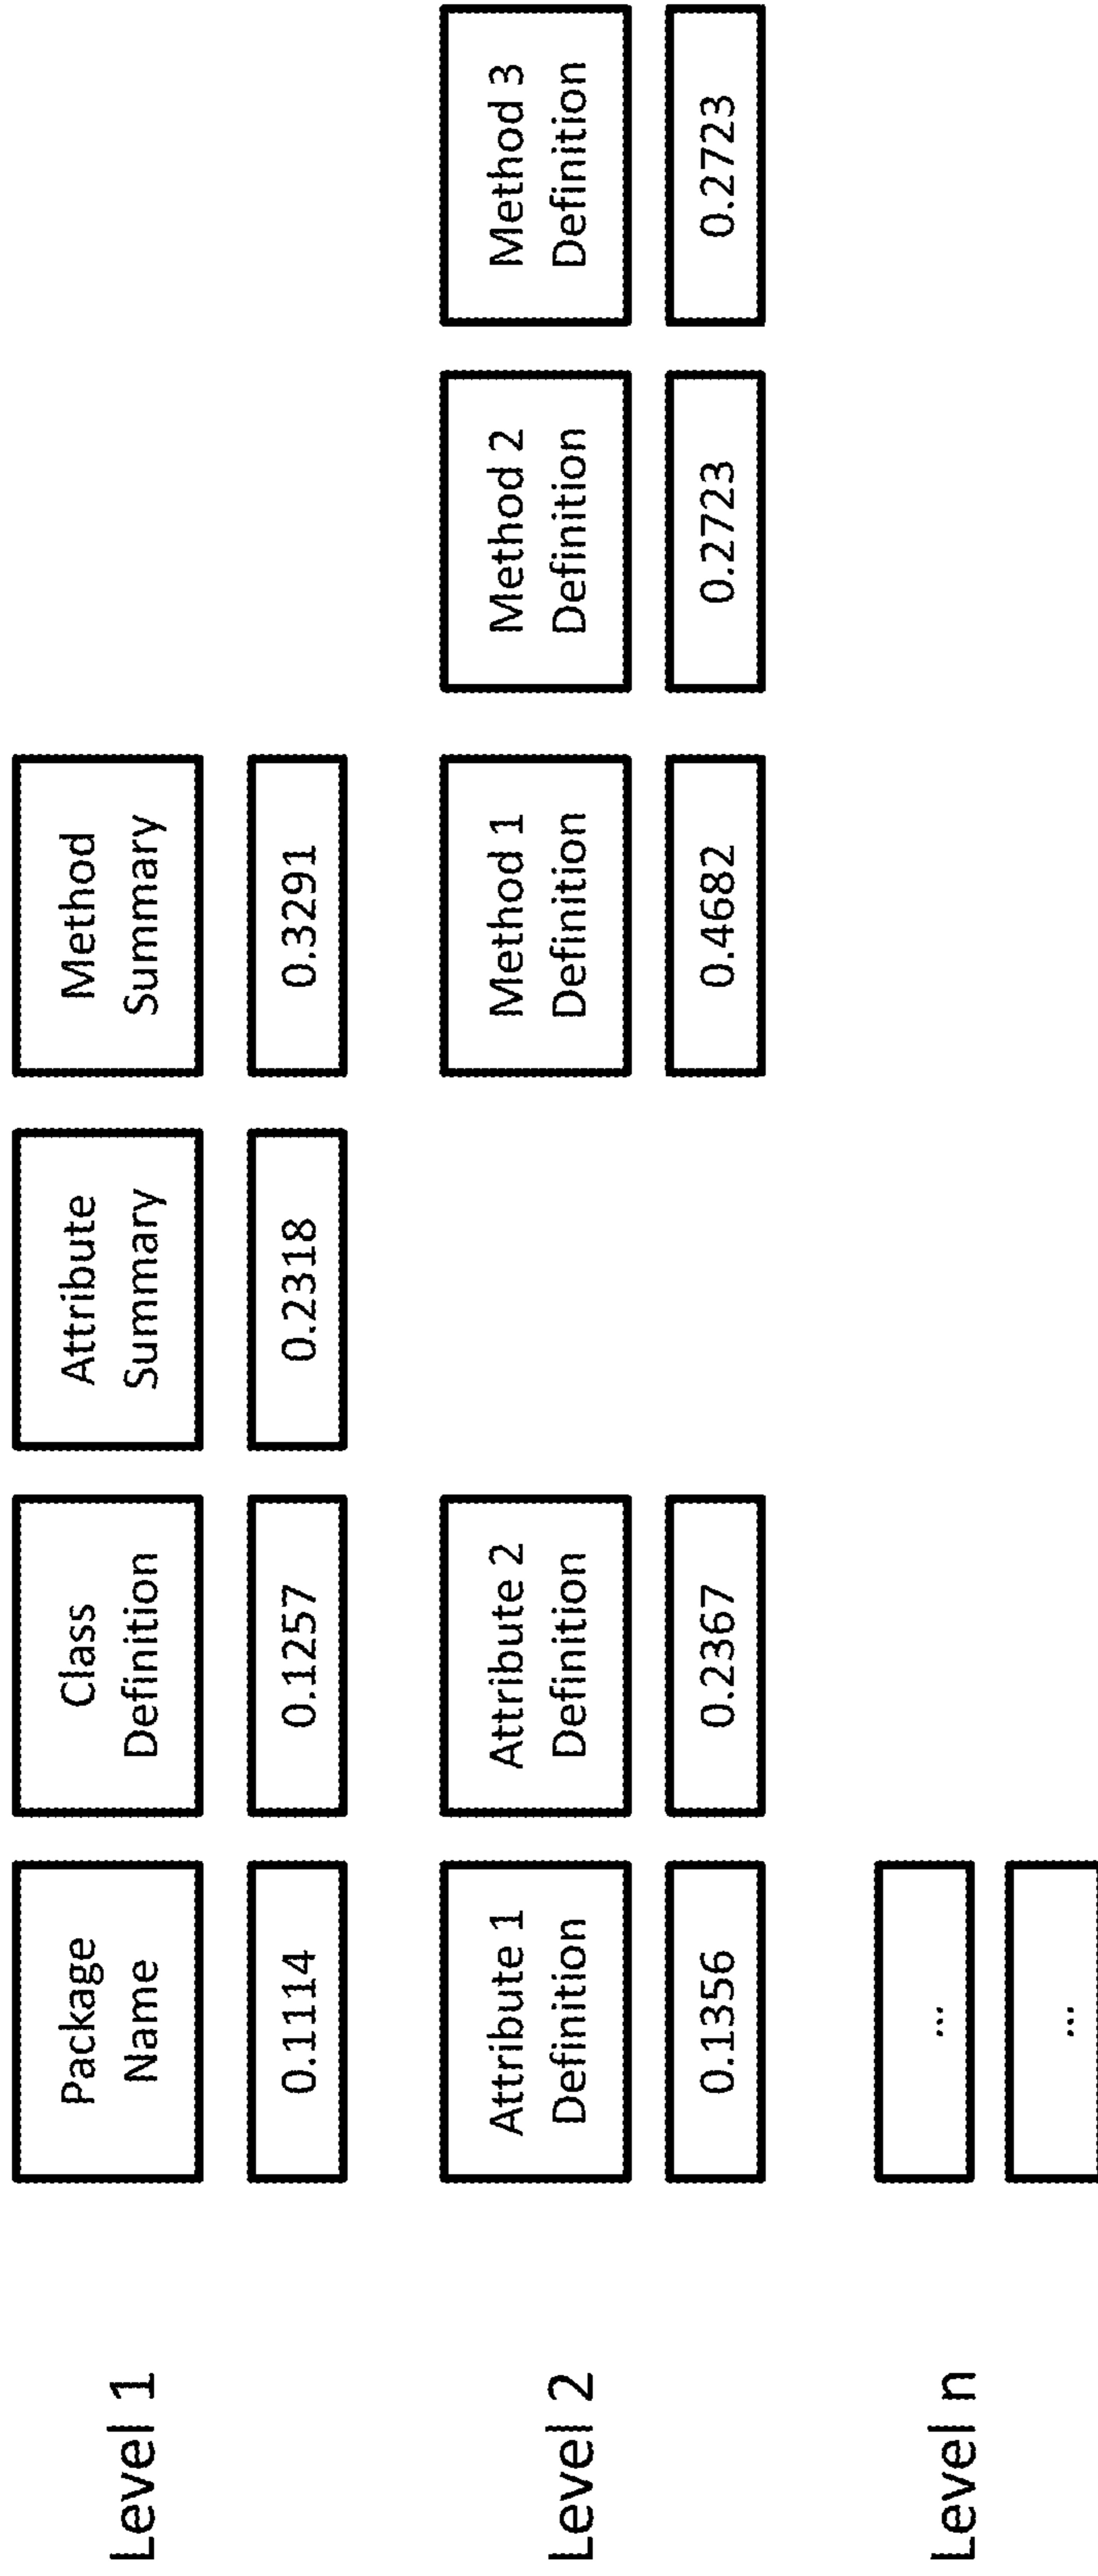 Level 1
Package
Name
Class
Definition
Attribute
Summary
Method
Summary
0.1114
0.1257
0.2318
0.3291
Level 2
Attribute 1
Definition
Attribute 2
Definition
Method 1
Definition
Method 2
Definition
Method 3
Definition
0.1356
0.2367
0.4682
0.2723
0.2723
Level n
...
...